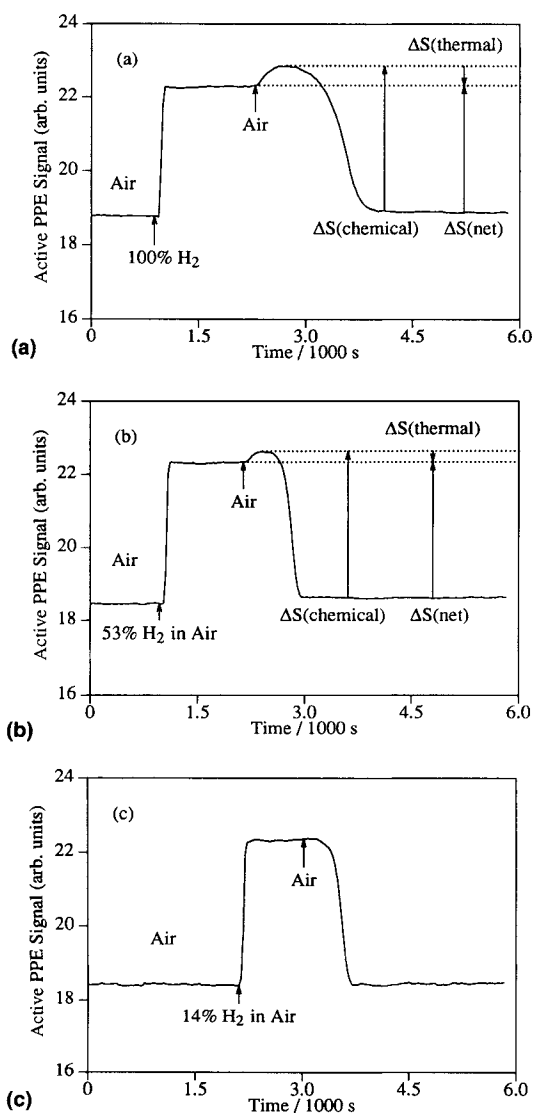 24
(a)
ΔS(thermal)
22
Air
20
Air
ΔS(chemical) ΔS(net)
18
100% H₂
16
0 1.5 3.0 4.5 6.0
Time / 1000 s
Active PPE Signal (arb. units)
(a)
24
(b)
ΔS(thermal)
22
Air
20
Air
ΔS(chemical) ΔS(net)
18
53% H₂ in Air
16
0 1.5 3.0 4.5 6.0
Time / 1000 s
Active PPE Signal (arb. units)
(b)
24
(c)
22
Air
20
Air
18
14% H₂ in Air
16
0 1.5 3.0 4.5 6.0
Time / 1000 s
Active PPE Signal (arb. units)
(c)